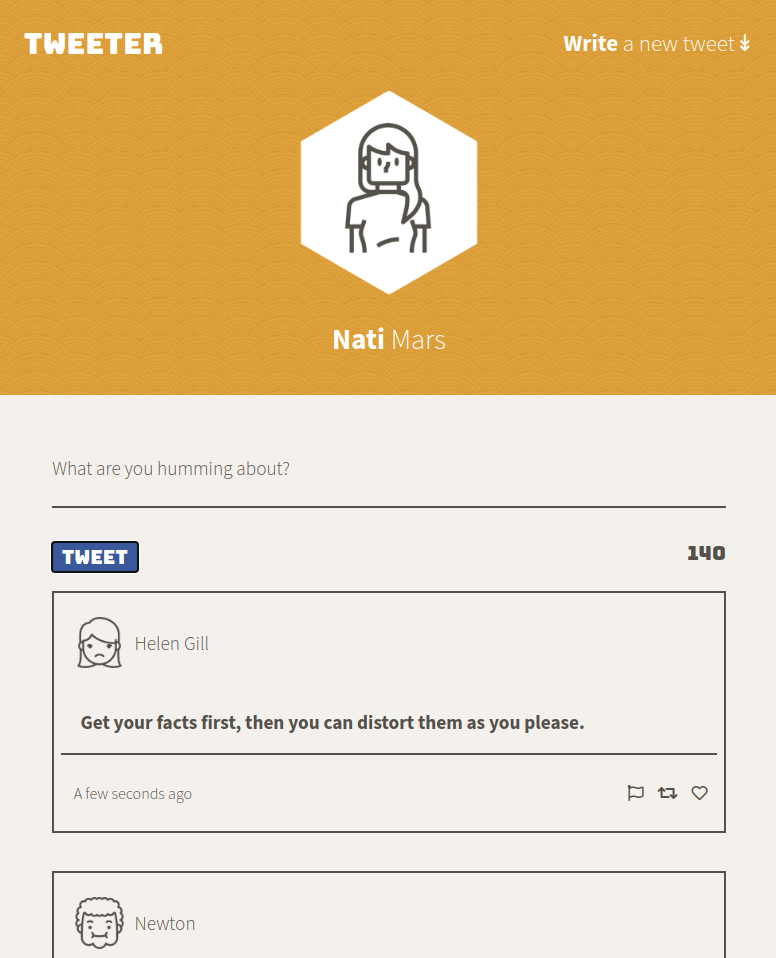 TWEETER
Write a new tweet
Nati Mars
What are you humming about?
TWEET
140
Helen Gill
Get your facts first, then you can distort them as you please.
A few seconds ago
Newton